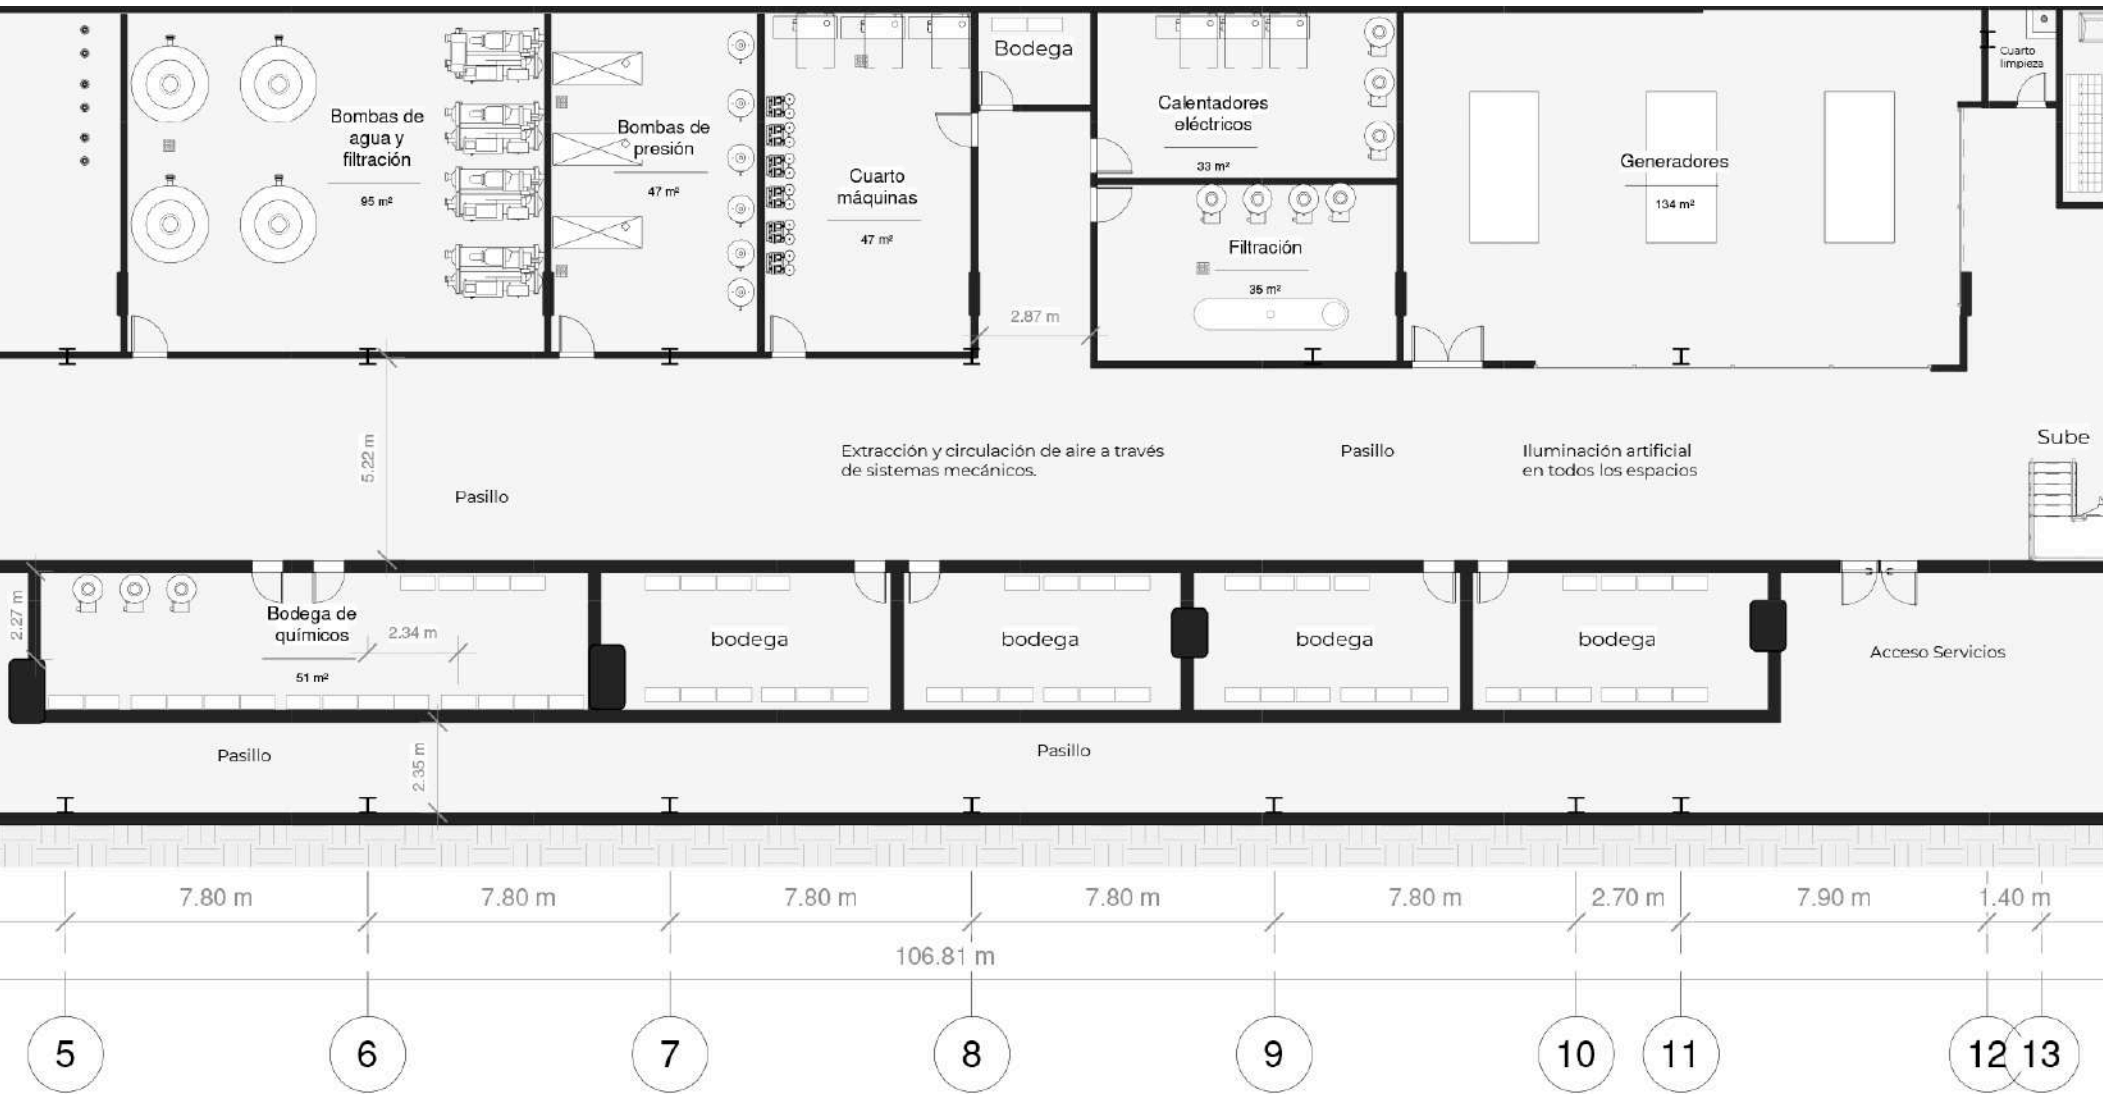 Bombas de
agua y
filtración
95 m²
Bombas de
presión
47 m²
Cuarto
máquinas
47 m²
Bodega
Calentadores
eléctricos
33 m²
Filtración
35 m²
Generadores
134 m²
Cuarto
limpieza
2.87 m
5.22 m
Pasillo
Extracción y circulación de aire a través
de sistemas mecánicos.
Pasillo
Iluminación artificial
en todos los espacios
Sube
2.27 m
Bodega de
químicos
51 m²
2.34 m
bodega
bodega
bodega
bodega
Acceso Servicios
Pasillo
2.35 m
Pasillo
7.80 m
7.80 m
7.80 m
7.80 m
7.80 m
2.70 m
7.90 m
1.40 m
106.81 m
5
6
7
8
9
10
11
12
13